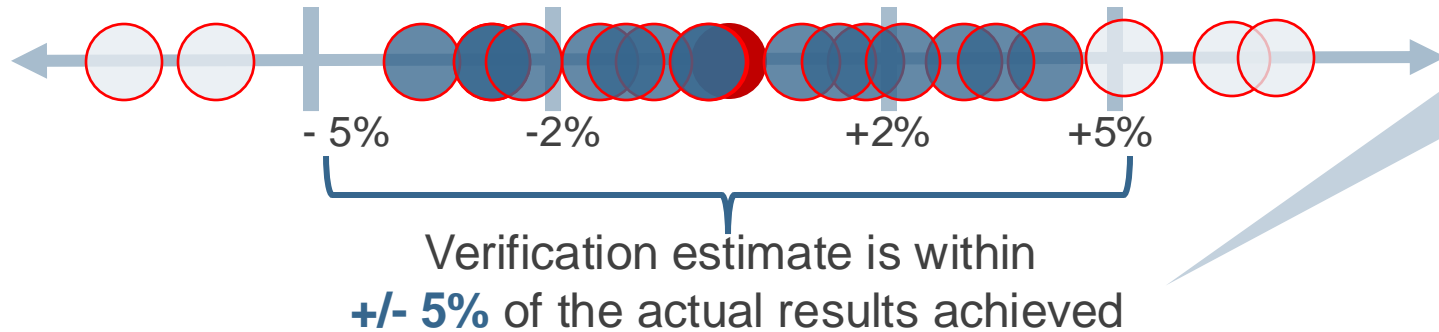 - 5% -2% +2% +5%
Verification estimate is within
+/- 5% of the actual results achieved